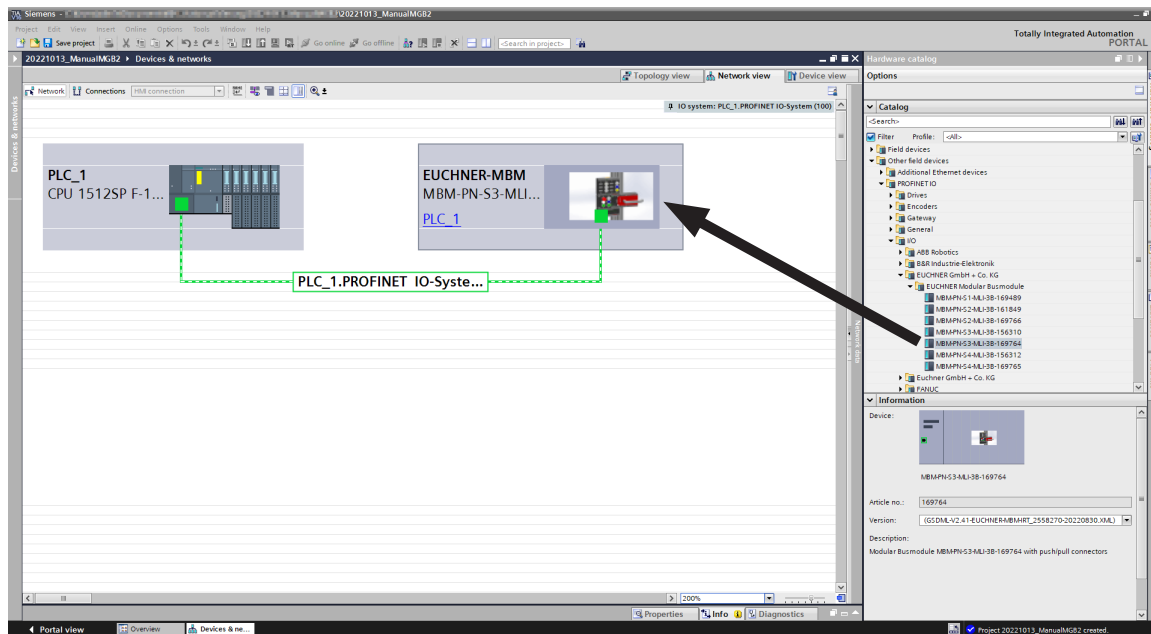 Siemens -
\20221013_ManualMGB2
Project Edit View Insert Online Options Tools Window Help
Totally Integrated Automation
PORTAL
Save project
Go online
Go offline
<Search in project>
20221013_ManualMGB2 ▸ Devices & networks
Hardware catalog
Topology view
Network view
Device view
Options
Network
Connections
HMI connection
IO system: PLC_1.PROFINET IO-System (100)
Devices & networks
PLC_1
CPU 1512SP F-1...
EUCHNER-MBM
MBM-PN-S3-MLI...
PLC_1
PLC_1.PROFINET IO-Syste...
Network data
Catalog
<Search>
Filter
Profile:
<All>
Field devices
Other field devices
Additional Ethernet devices
PROFINET IO
Drives
Encoders
Gateway
General
I/O
ABB Robotics
B&R Industrie-Elektronik
EUCHNER GmbH + Co. KG
EUCHNER Modular Busmodule
MBM-PN-S1-MLI-3B-169489
MBM-PN-S2-MLI-3B-161849
MBM-PN-S2-MLI-3B-169766
MBM-PN-S3-MLI-3B-156310
MBM-PN-S3-MLI-3B-169764
MBM-PN-S4-MLI-3B-156312
MBM-PN-S4-MLI-3B-169765
Euchner GmbH + Co. KG
FANUC
Information
Device:
MBM-PN-S3-MLI-3B-169764
Article no.:
169764
Version:
(GSDML-V2.41-EUCHNER-MBM-IRT_2558270-20220830.XML)
Description:
Modular Busmodule MBM-PN-S3-MLI-3B-169764 with push/pull connectors
200%
Properties
Info
Diagnostics
Portal view
Overview
Devices & ne...
Project 20221013_ManualMGB2 created.